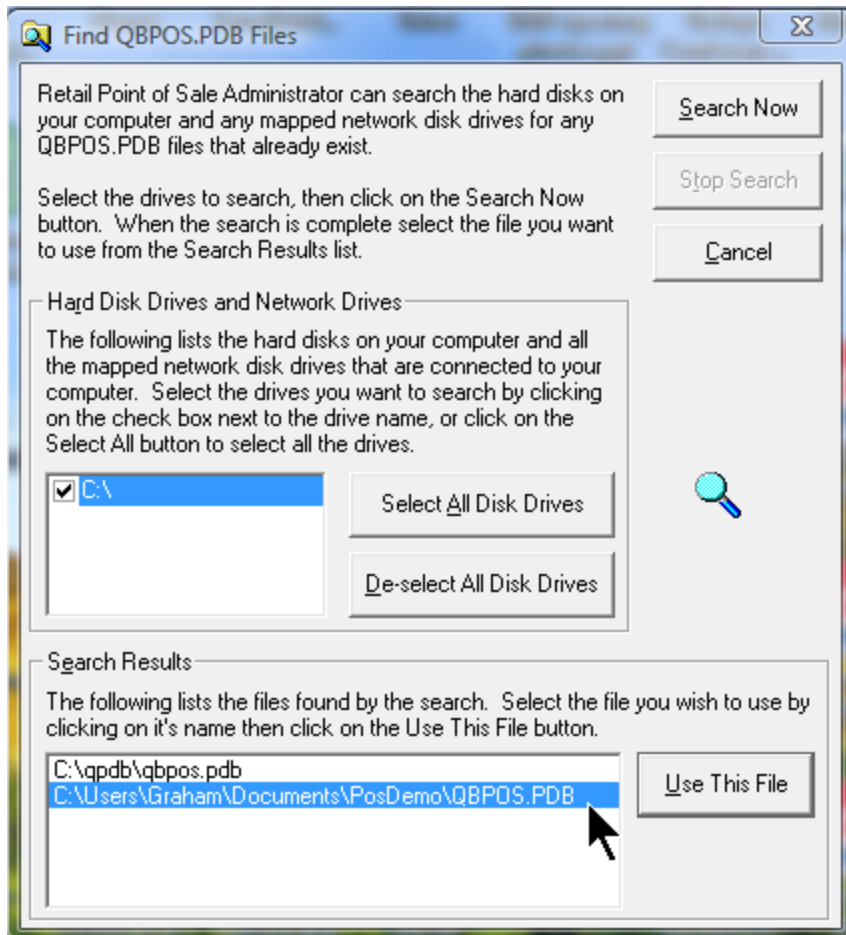 Find QBPOS.PDB Files
Retail Point of Sale Administrator can search the hard disks on
your computer and any mapped network disk drives for any
QBPOS.PDB files that already exist.
Select the drives to search, then click on the Search Now
button.  When the search is complete select the file you want
to use from the Search Results list.
Search Now
Stop Search
Cancel
Hard Disk Drives and Network Drives
The following lists the hard disks on your computer and all
the mapped network disk drives that are connected to your
computer.  Select the drives you want to search by clicking
on the check box next to the drive name, or click on the
Select All button to select all the drives.
C:\
Select All Disk Drives
De-select All Disk Drives
Search Results
The following lists the files found by the search.  Select the file you wish to use by
clicking on it's name then click on the Use This File button.
C:\qpdb\qbpos.pdb
C:\Users\Graham\Documents\PosDemo\QBPOS.PDB
Use This File